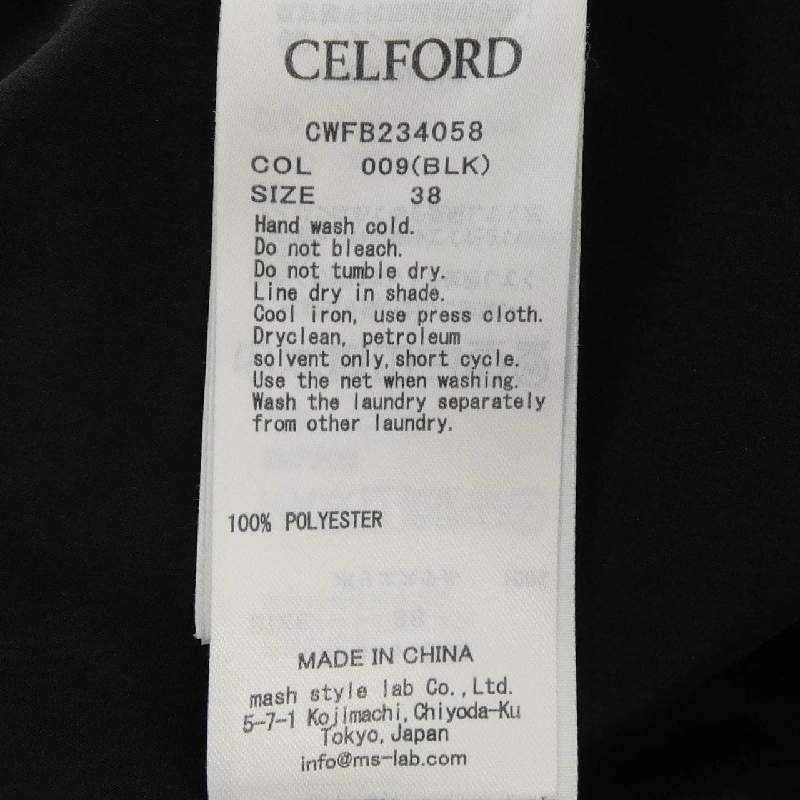 CELFORD
CWFB234058
COL 009(BLK)
SIZE 38
Hand wash cold.
Do not bleach.
Do not tumble dry.
Line dry in shade.
Cool iron, use press cloth.
Dryclean, petroleum
solvent only,short cycle.
Use the net when washing.
Wash the laundry separately
from other laundry.
100% POLYESTER
MADE IN CHINA
mash style lab Co.,Ltd.
5-7-1 Kojimachi,Chiyoda-Ku
Tokyo,Japan
info@ms-lab.com